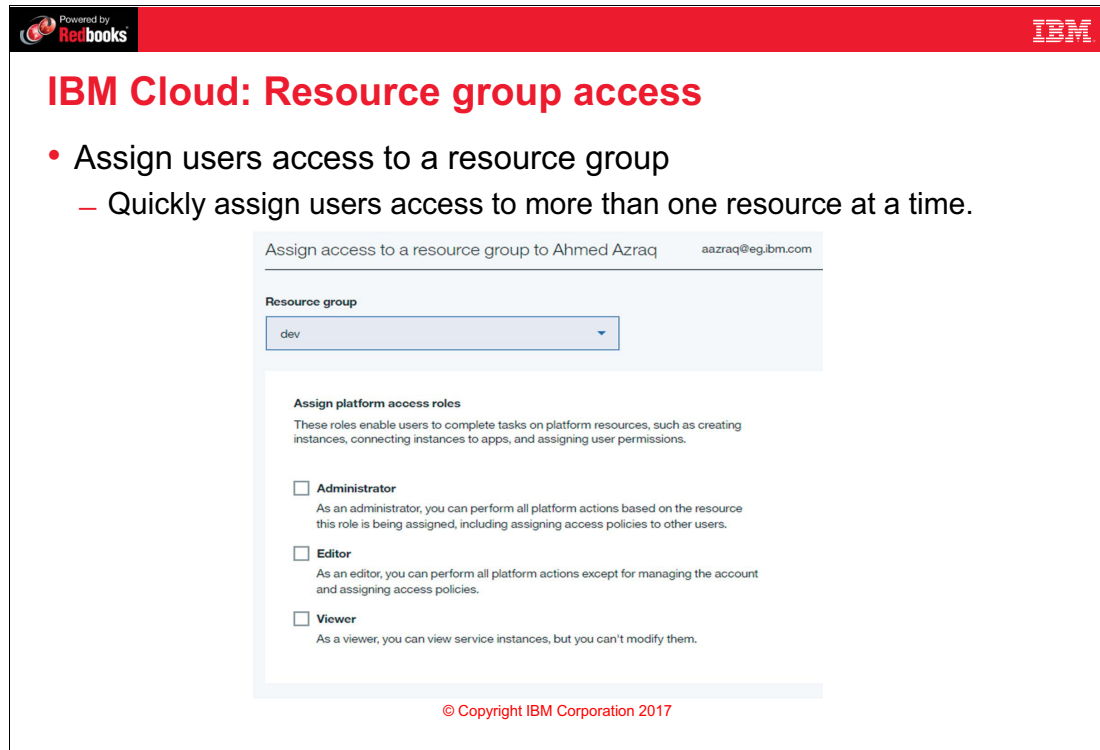 Powered by
Redbooks
IBM
IBM Cloud: Resource group access
• Assign users access to a resource group
– Quickly assign users access to more than one resource at a time.
Assign access to a resource group to Ahmed Azraq aazraq@eg.ibm.com
Resource group
dev
Assign platform access roles
These roles enable users to complete tasks on platform resources, such as creating
instances, connecting instances to apps, and assigning user permissions.
Administrator
As an administrator, you can perform all platform actions based on the resource
this role is being assigned, including assigning access policies to other users.
Editor
As an editor, you can perform all platform actions except for managing the account
and assigning access policies.
Viewer
As a viewer, you can view service instances, but you can't modify them.
© Copyright IBM Corporation 2017